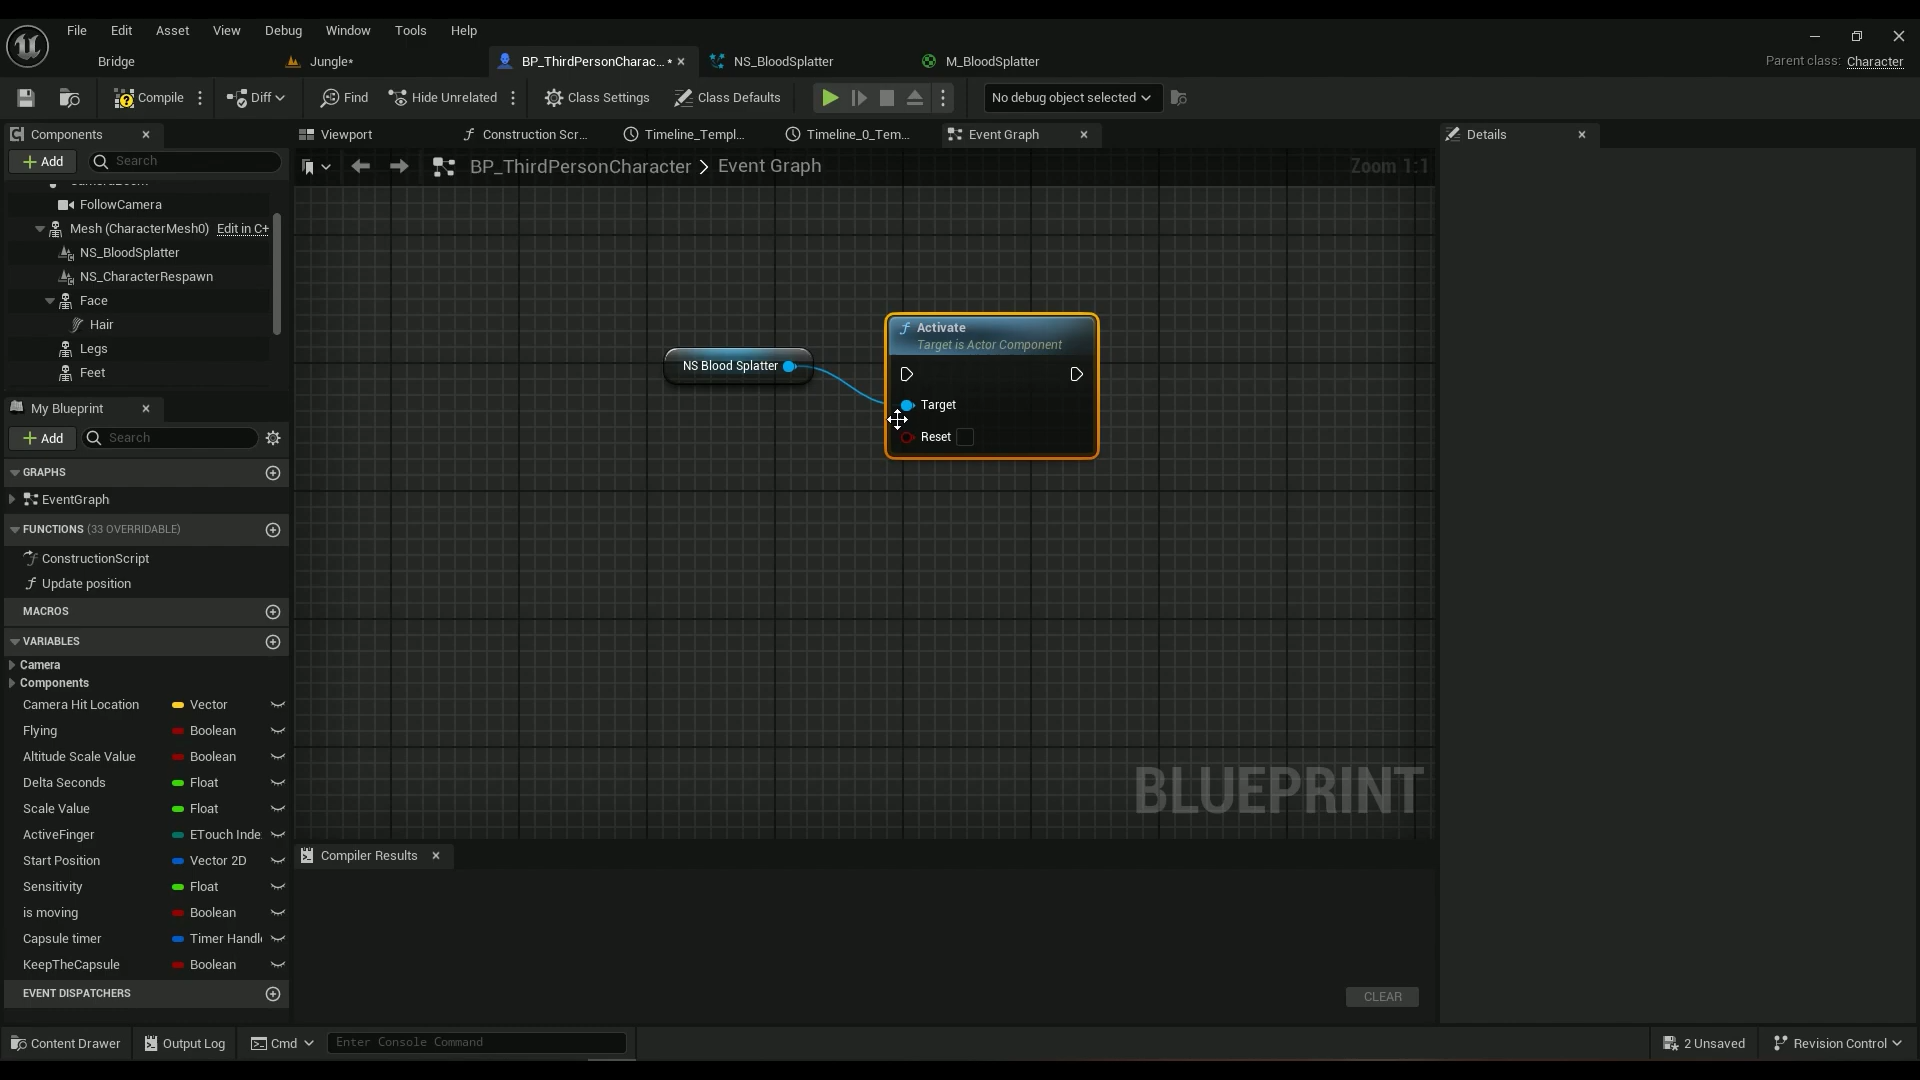 File Edit Asset View Debug Window Tools Help
Bridge Jungle* BP_ThirdPersonCharac... * NS_BloodSplatter M_BloodSplatter Parent class: Character
Compile Diff Find Hide Unrelated Class Settings Class Defaults No debug object selected
Components Viewport Construction Scr... Timeline_Templ... Timeline_0_Tem... Event Graph Details
Add Search
BP_ThirdPersonCharacter > Event Graph Zoom 1:1
FollowCamera
Mesh (CharacterMesh0) Edit in C+
NS_BloodSplatter
NS_CharacterRespawn
Face
Hair
Legs
Feet
Activate
Target is Actor Component
NS Blood Splatter
Target
Reset
My Blueprint
Add Search
GRAPHS
EventGraph
FUNCTIONS (33 OVERRIDABLE)
ConstructionScript
Update position
MACROS
VARIABLES
Camera
Components
Camera Hit Location Vector
Flying Boolean
Altitude Scale Value Boolean
Delta Seconds Float
Scale Value Float
ActiveFinger ETouch Inde
Start Position Vector 2D
Sensitivity Float
is moving Boolean
Capsule timer Timer Handl
KeepTheCapsule Boolean
EVENT DISPATCHERS
BLUEPRINT
Compiler Results
CLEAR
Content Drawer Output Log Cmd Enter Console Command 2 Unsaved Revision Control